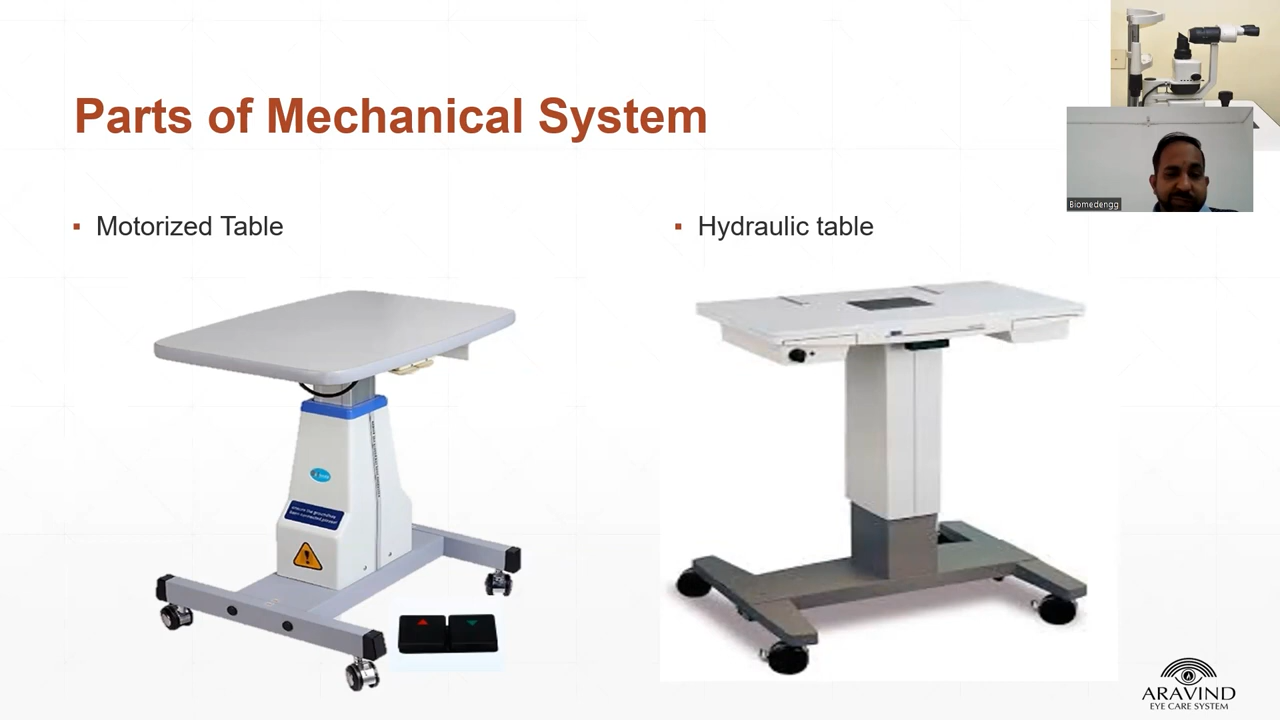 Parts of Mechanical System
Biomedengg
▪ Motorized Table
▪ Hydraulic table
ARAVIND
EYE CARE SYSTEM